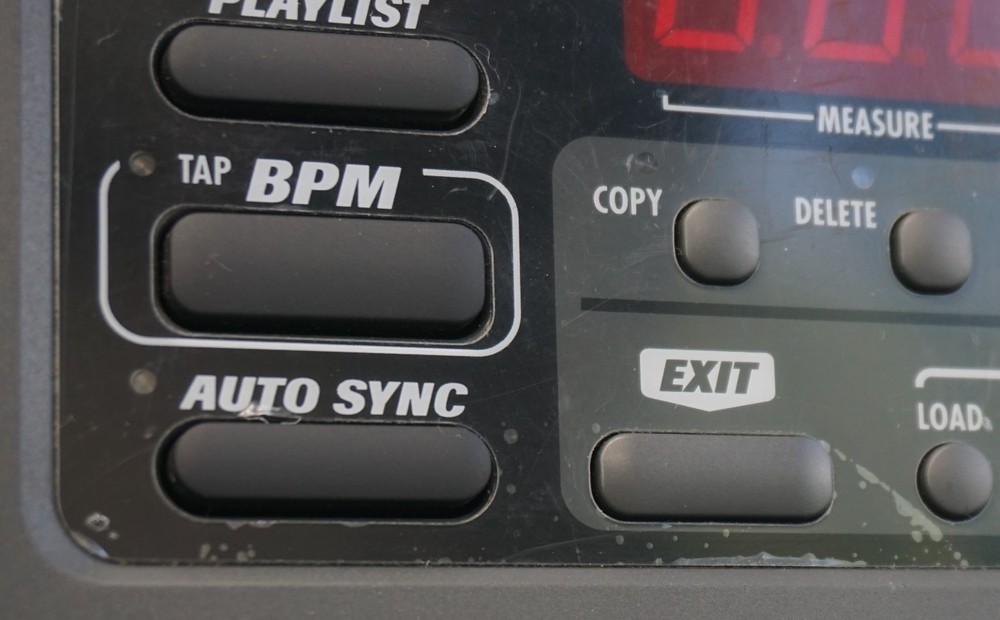 PLAYLIST
MEASURE
TAP BPM
COPY
DELETE
AUTO SYNC
EXIT
LOAD